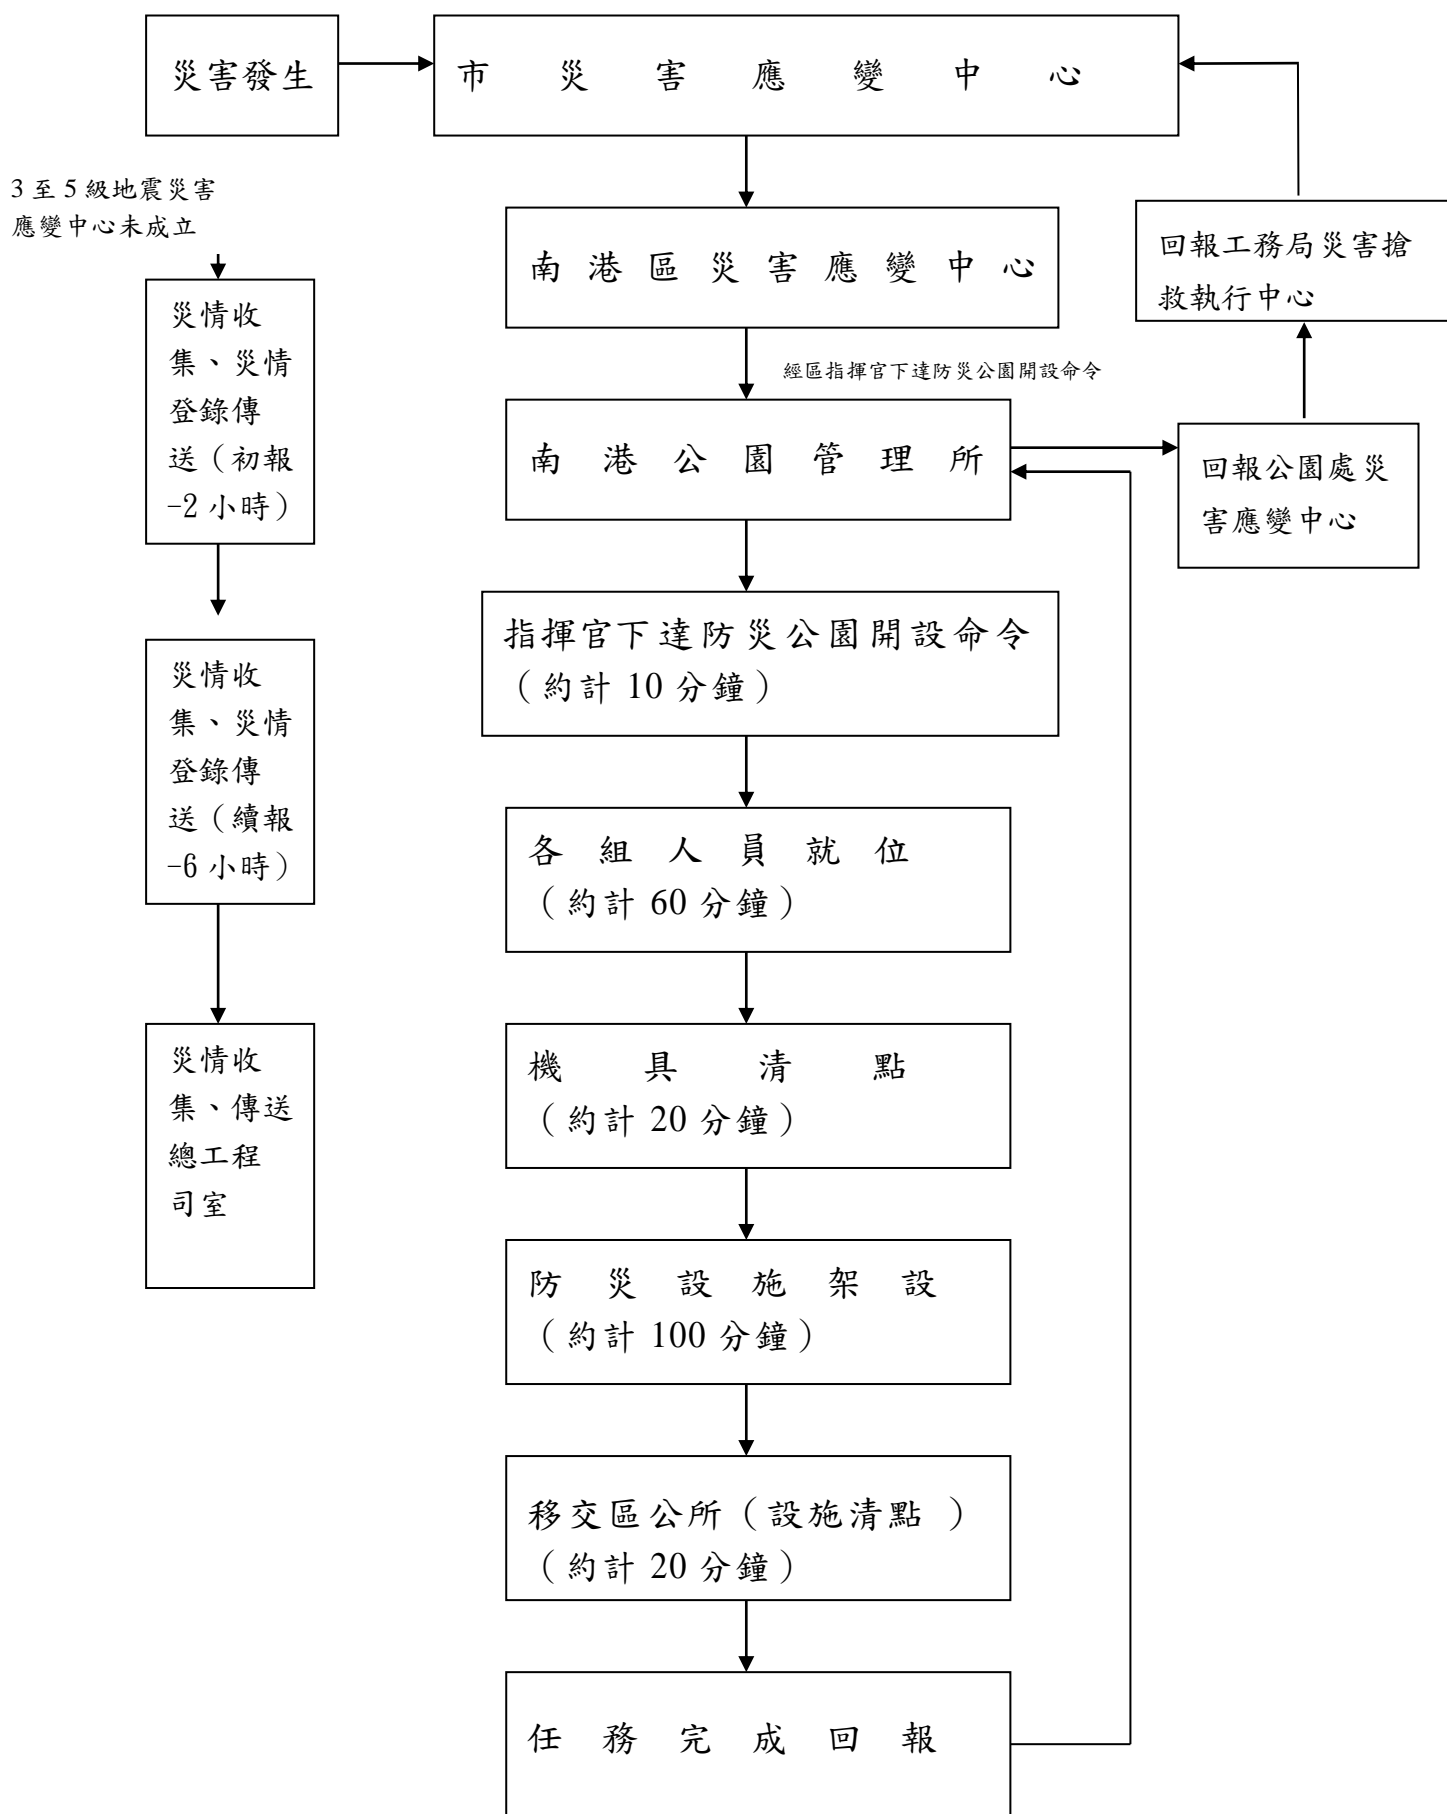 災害發生
市災害應變中心
3 至 5 級地震災害
應變中心未成立
南港區災害應變中心
回報工務局災害搶
救執行中心
災情收
集、災情
登錄傳
送（初報
-2 小時）
經區指揮官下達防災公園開設命令
南港公園管理所
回報公園處災
害應變中心
指揮官下達防災公園開設命令
（約計 10 分鐘）
災情收
集、災情
登錄傳
送（續報
-6 小時）
各組人員就位
（約計 60 分鐘）
機具清點
（約計 20 分鐘）
災情收
集、傳送
總工程
司室
防災設施架設
（約計 100 分鐘）
移交區公所（設施清點 ）
（約計 20 分鐘）
任務完成回報